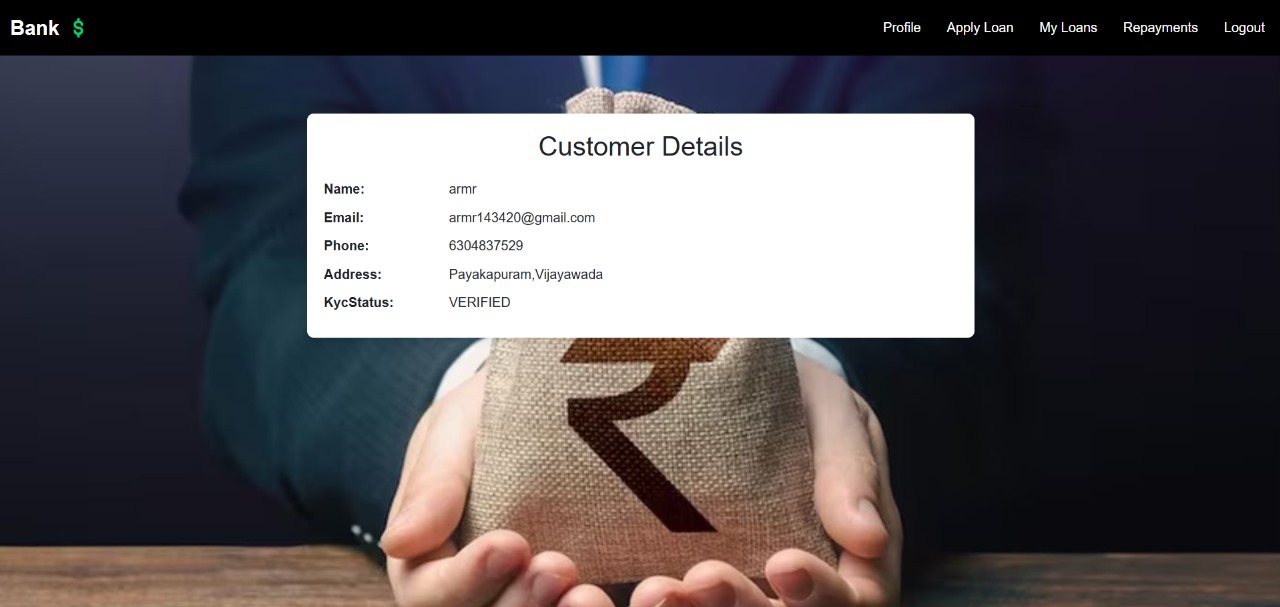 Bank $
Profile Apply Loan My Loans Repayments Logout
Customer Details
Name: armr
Email: armr143420@gmail.com
Phone: 6304837529
Address: Payakapuram,Vijayawada
KycStatus: VERIFIED
₹